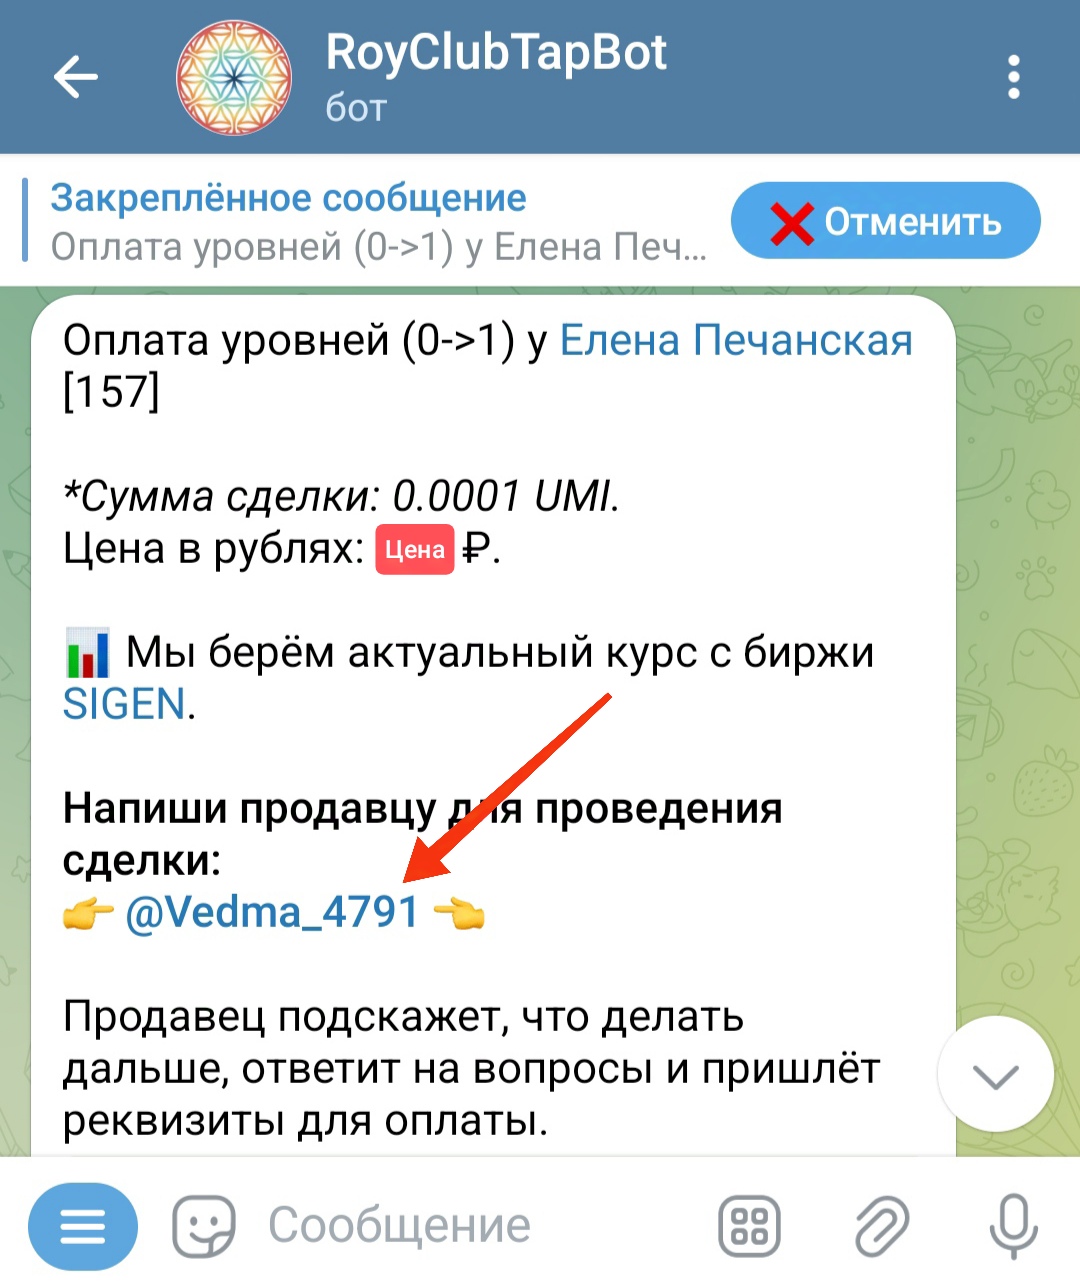 RoyClubTapBot
бот
Закреплённое сообщение
Оплата уровней (0->1) у Елена Печ...
❌ Отменить
Оплата уровней (0->1) у Елена Печанская
[157]
*Сумма сделки: 0.0001 UMI.
Цена в рублях: Цена ₽.
📊 Мы берём актуальный курс с биржи
SIGEN.
Напиши продавцу для проведения
сделки:
👉 @Vedma_4791 👈
Продавец подскажет, что делать
дальше, ответит на вопросы и пришлёт
реквизиты для оплаты.
Сообщение